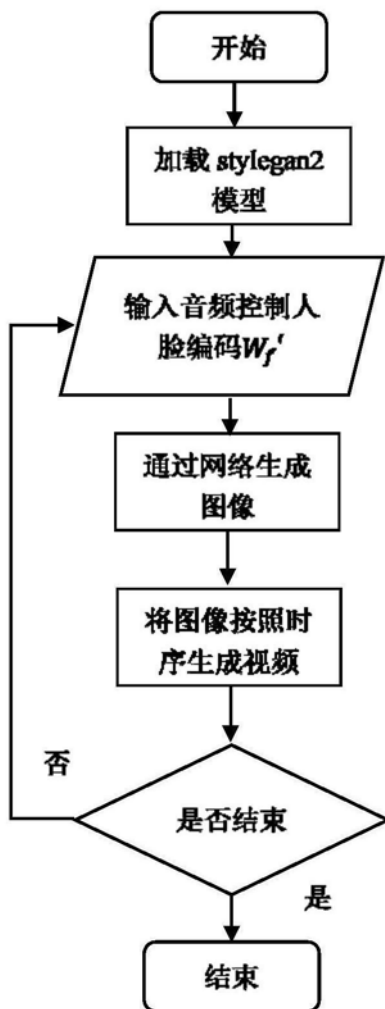 开始
加载 stylegan2
模型
输入音频控制人
脸编码W_f'
通过网络生成
图像
将图像按照时
序生成视频
否
是否结束
是
结束